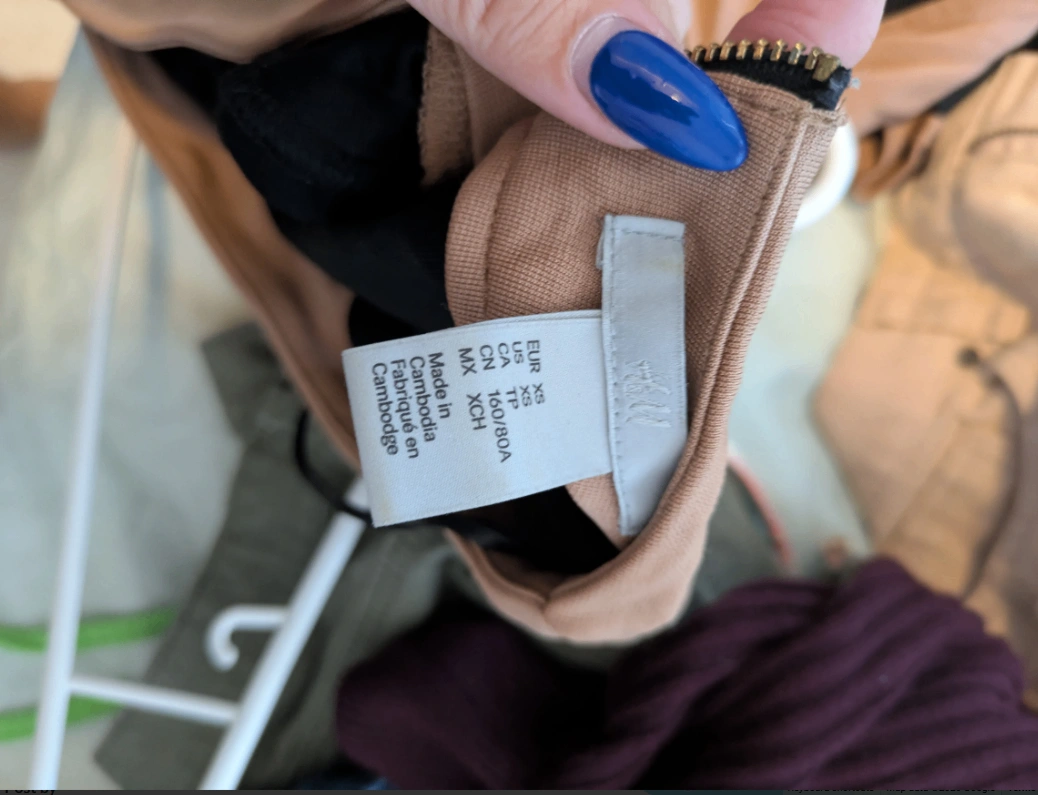 EUR XS
US XS
CA TP
CN 160/80A
MX XCH
Made in
Cambodia
Fabriqué en
Cambodge